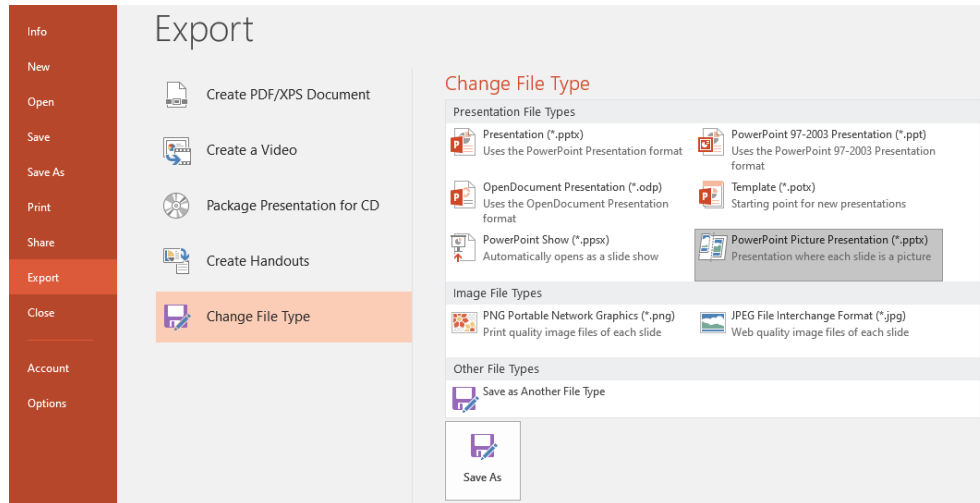 Info
New
Open
Save
Save As
Print
Share
Export
Close
Account
Options
Export
Create PDF/XPS Document
Create a Video
Package Presentation for CD
Create Handouts
Change File Type
Change File Type
Presentation File Types
Presentation (*.pptx)
Uses the PowerPoint Presentation format
PowerPoint 97-2003 Presentation (*.ppt)
Uses the PowerPoint 97-2003 Presentation
format
OpenDocument Presentation (*.odp)
Uses the OpenDocument Presentation
format
Template (*.potx)
Starting point for new presentations
PowerPoint Show (*.ppsx)
Automatically opens as a slide show
PowerPoint Picture Presentation (*.pptx)
Presentation where each slide is a picture
Image File Types
PNG Portable Network Graphics (*.png)
Print quality image files of each slide
JPEG File Interchange Format (*.jpg)
Web quality image files of each slide
Other File Types
Save as Another File Type
Save As